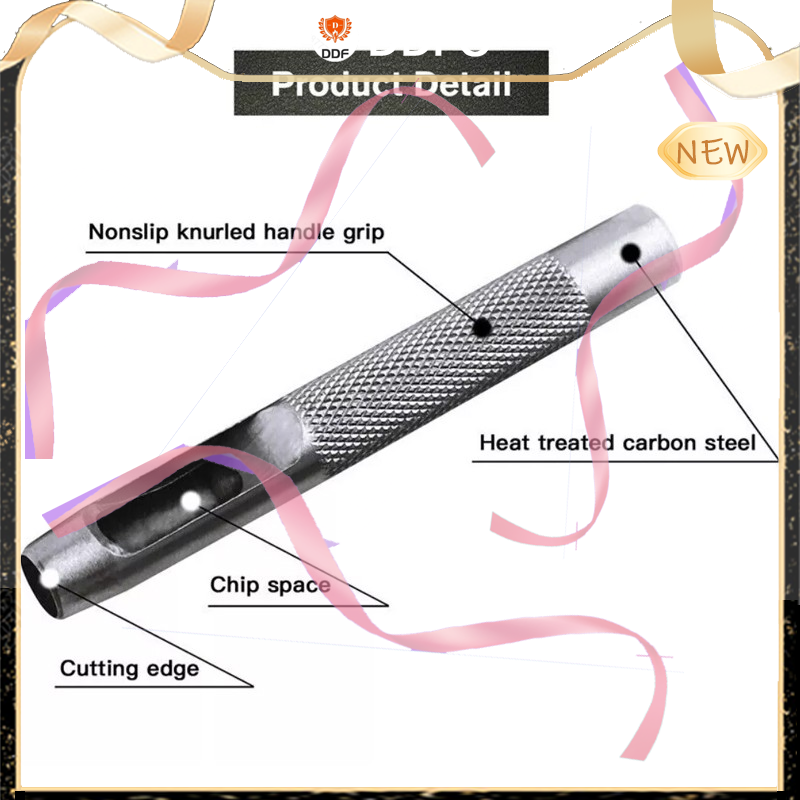 DDF
Product Detail
NEW
Nonslip knurled handle grip
Heat treated carbon steel
Chip space
Cutting edge